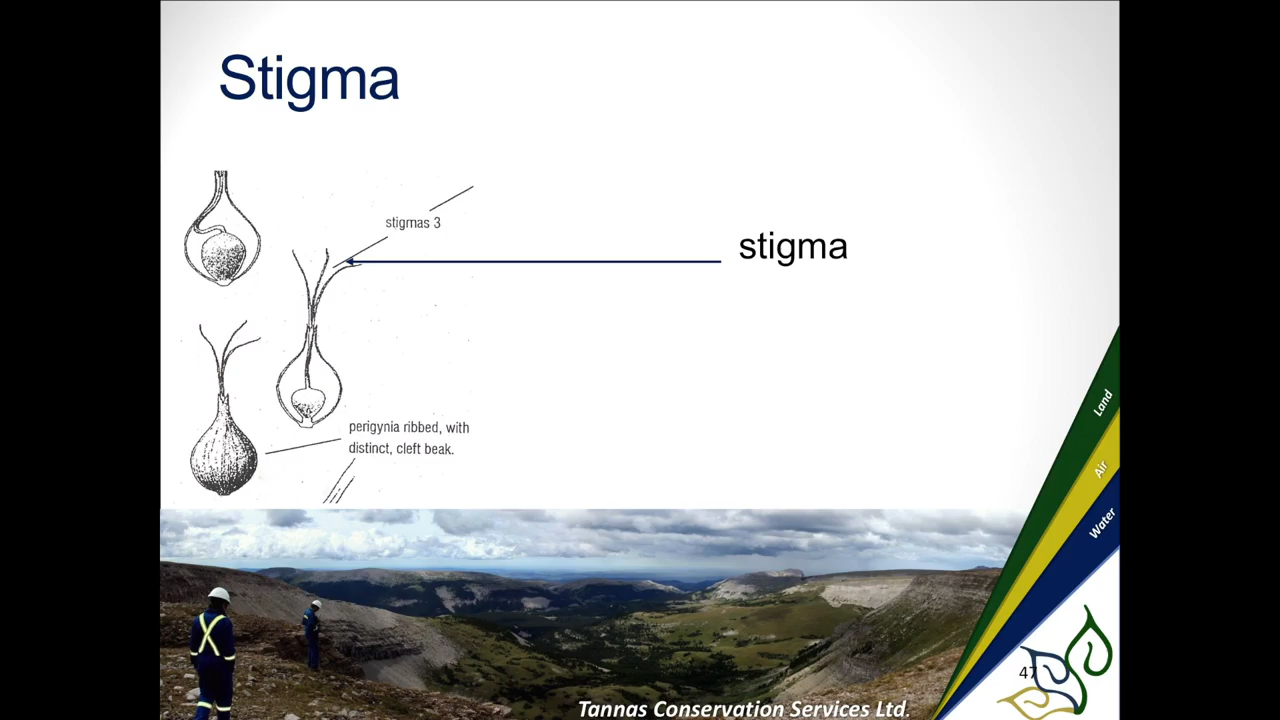 Stigma
stigmas 3
stigma
perigynia ribbed, with
distinct, cleft beak.
Land
Air
Water
47
Tannas Conservation Services Ltd.